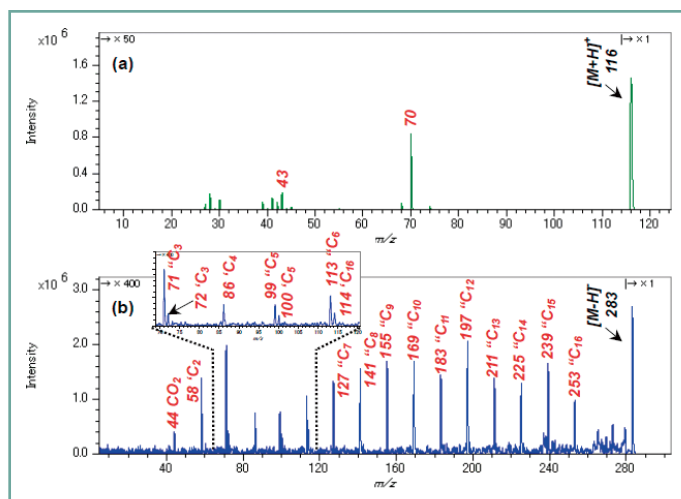 x10 6
(a)
→ × 50
→ × 1
[M+H]+
116
Intensity
1.6
1.2
0.8
0.4
0.0
43
70
10 20 30 40 50 60 70 80 90 100 110 120
m/z
x10 6
(b)
→ × 400
→ × 1
[M-H]-
283
Intensity
3.0
2.0
1.0
0.0
44 CO2
58 ‘C2
71 “C3
72 ‘C3
86 ‘C4
99 “C5
100 ‘C5
113 “C6
114 ‘C16
127 “C7
141 “C8
155 “C9
169 “C10
183 “C11
197 “C12
211 “C13
225 “C14
239 “C15
253 “C16
40 80 120 160 200 240 280
m/z